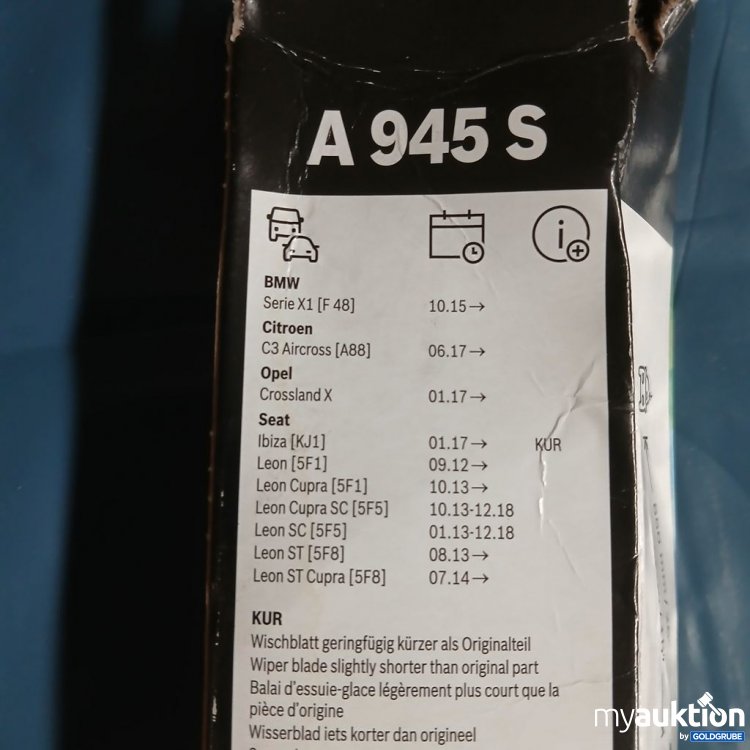 A 945 S
BMW
Serie X1 [F 48] 10.15→
Citroen
C3 Aircross [A88] 06.17→
Opel
Crossland X 01.17→
Seat
Ibiza [KJ1] 01.17→ KUR
Leon [5F1] 09.12→
Leon Cupra [5F1] 10.13→
Leon Cupra SC [5F5] 10.13-12.18
Leon SC [5F5] 01.13-12.18
Leon ST [5F8] 08.13→
Leon ST Cupra [5F8] 07.14→
KUR
Wischblatt geringfügig kürzer als Originalteil
Wiper blade slightly shorter than original part
Balai d'essuie-glace légèrement plus court que la
pièce d'origine
Wisserblad iets korter dan origineel
myauktion
by GOLDGRUBE